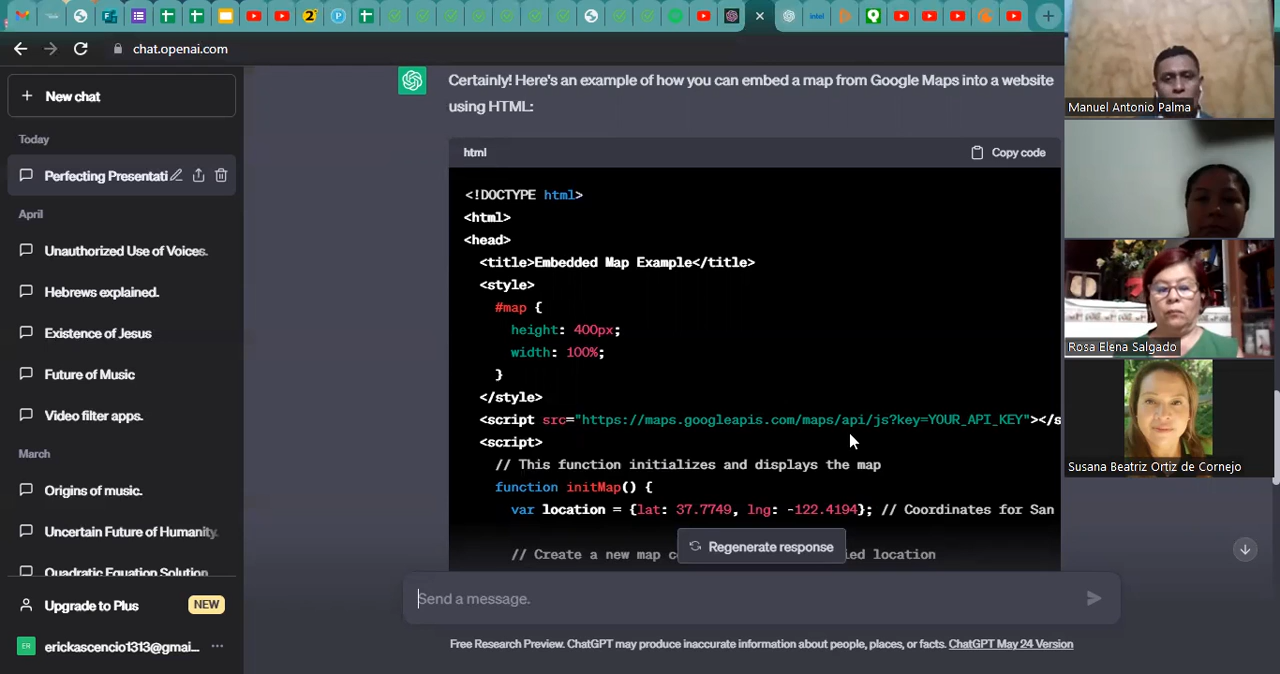 chat.openai.com
New chat
Today
Perfecting Presentati
April
Unauthorized Use of Voices.
Hebrews explained.
Existence of Jesus
Future of Music
Video filter apps.
March
Origins of music.
Uncertain Future of Humanity.
Quadratic Equation Solution
Upgrade to Plus
NEW
ER
erickascencio1313@gmai...
Certainly! Here's an example of how you can embed a map from Google Maps into a website
using HTML:
html
Copy code
<!DOCTYPE html>
<html>
<head>
<title>Embedded Map Example</title>
<style>
#map {
height: 400px;
width: 100%;
}
</style>
<script src="https://maps.googleapis.com/maps/api/js?key=YOUR_API_KEY"></s
<script>
// This function initializes and displays the map
function initMap() {
var location = {lat: 37.7749, lng: -122.4194}; // Coordinates for San
// Create a new map co
ied location
Regenerate response
Send a message.
Free Research Preview. ChatGPT may produce inaccurate information about people, places, or facts. ChatGPT May 24 Version
Manuel Antonio Palma
Rosa Elena Salgado
Susana Beatriz Ortiz de Cornejo
intel